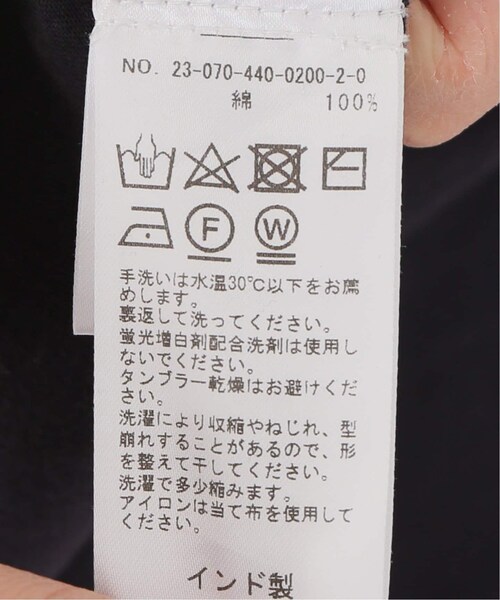 NO. 23-070-440-0200-2-0
綿 100%
F W
手洗いは水温30℃以下をお薦
めします。
裏返して洗ってください。
蛍光増白剤配合洗剤は使用し
ないでください。
タンブラー乾燥はお避けくだ
さい。
洗濯により収縮やねじれ、型
崩れすることがあるので、形
を整えて干してください。
洗濯で多少縮みます。
アイロンは当て布を使用して
ください。
インド製